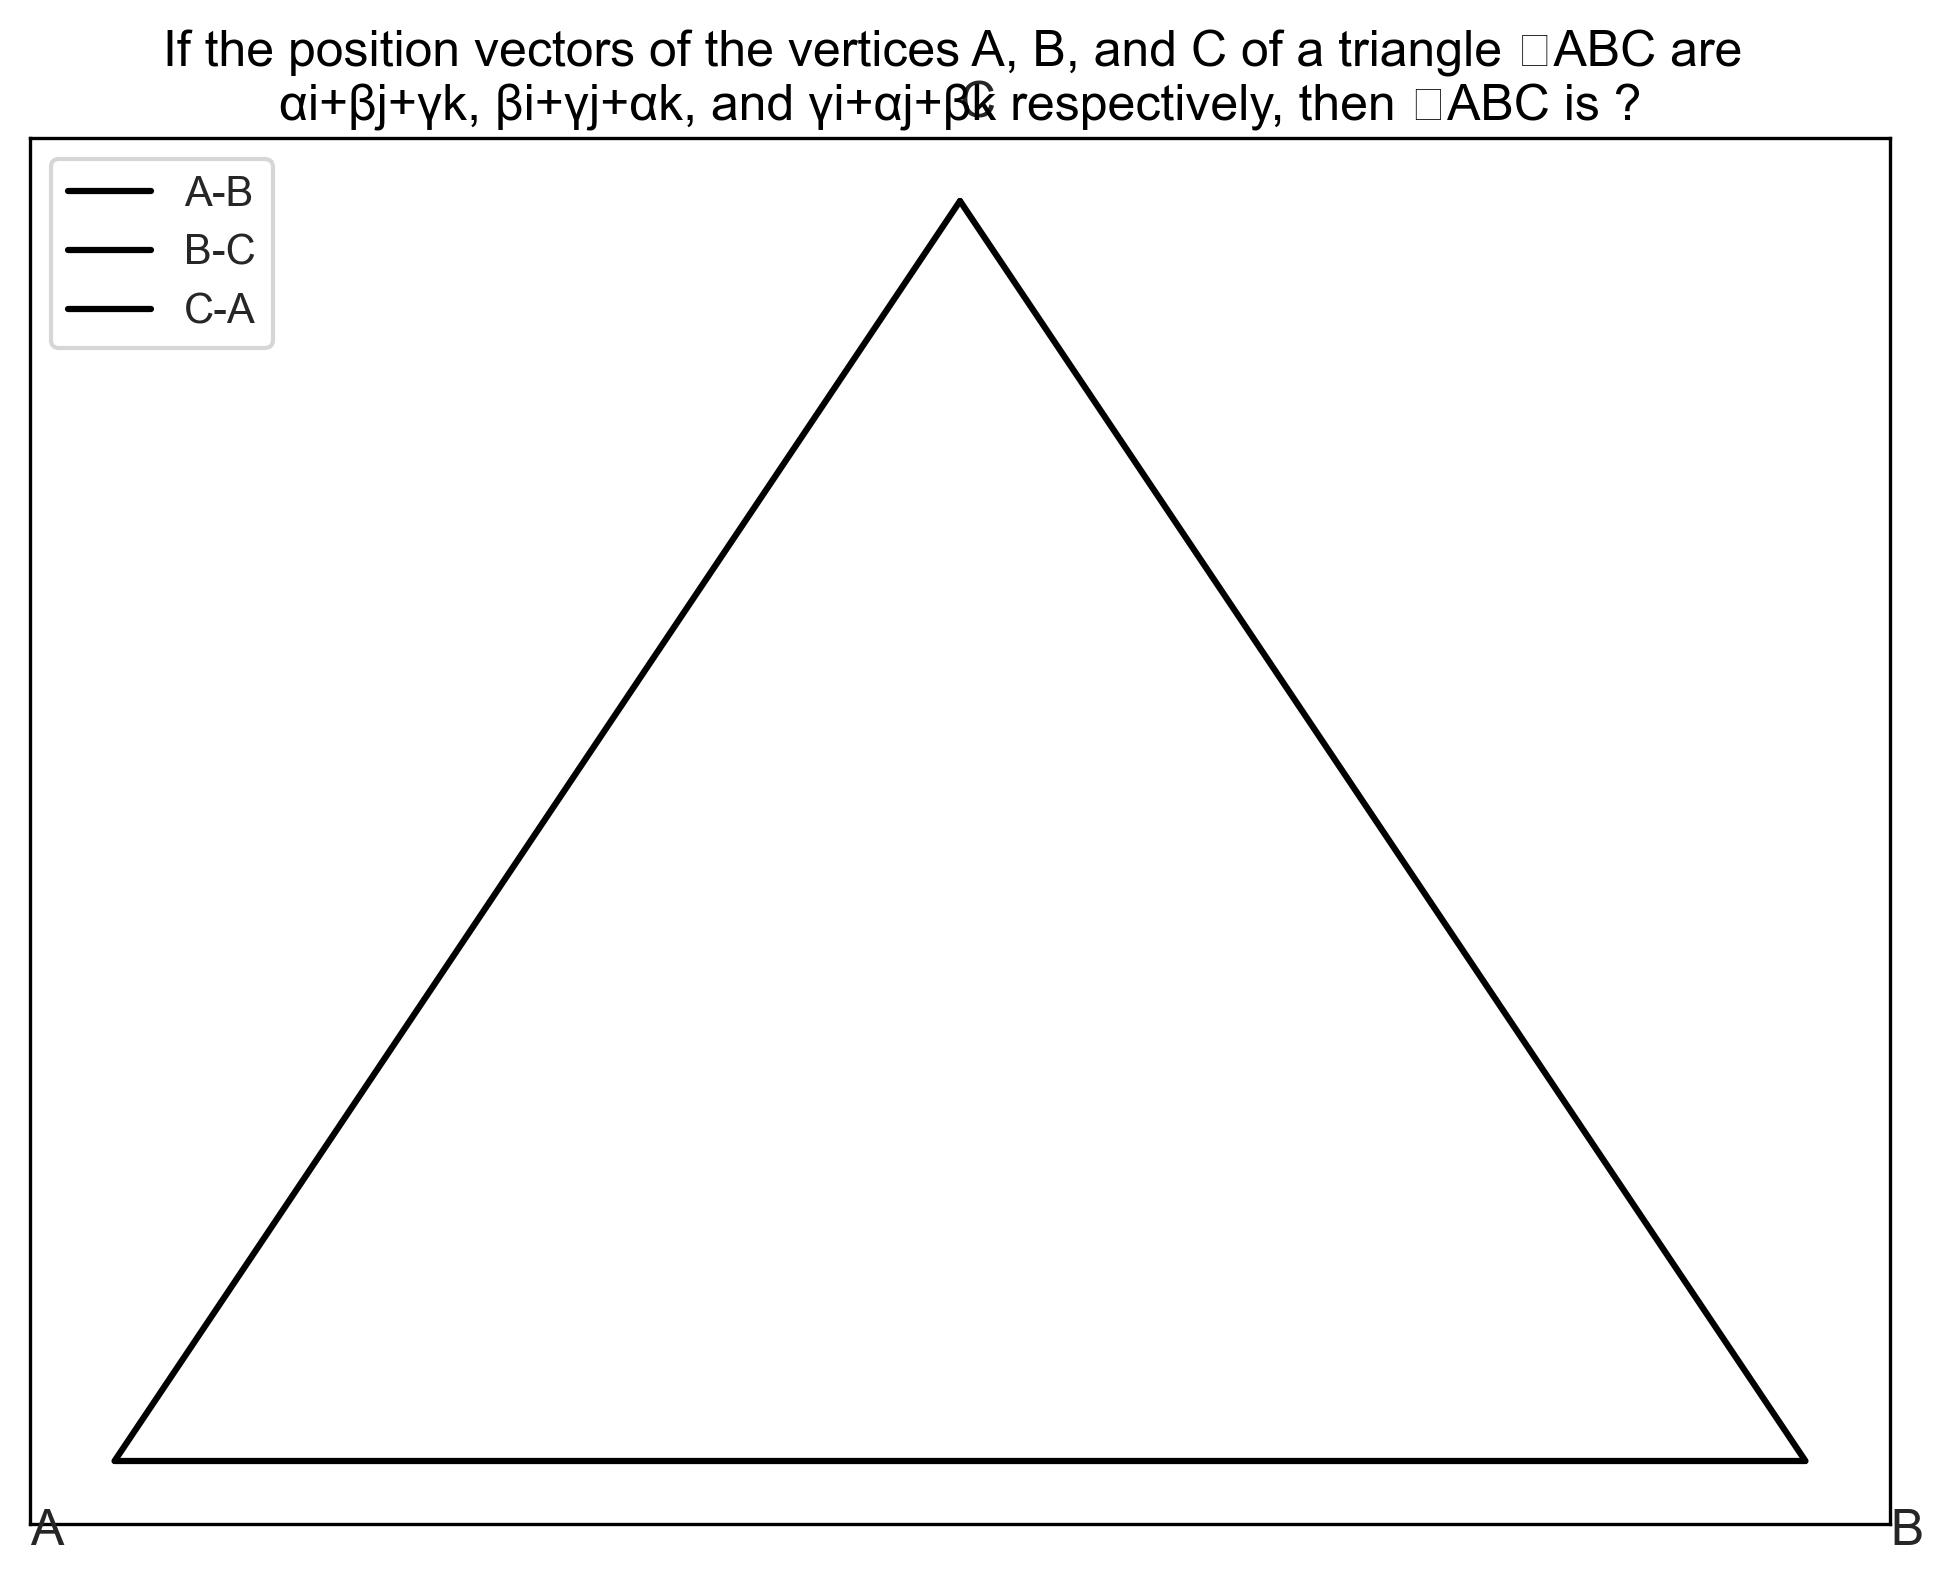 If the position vectors of the vertices A, B, and C of a triangle □ABC are
αi+βj+γk, βi+γj+αk, and γi+αj+βk respectively, then □ABC is ?
C
A-B
B-C
C-A
A
B